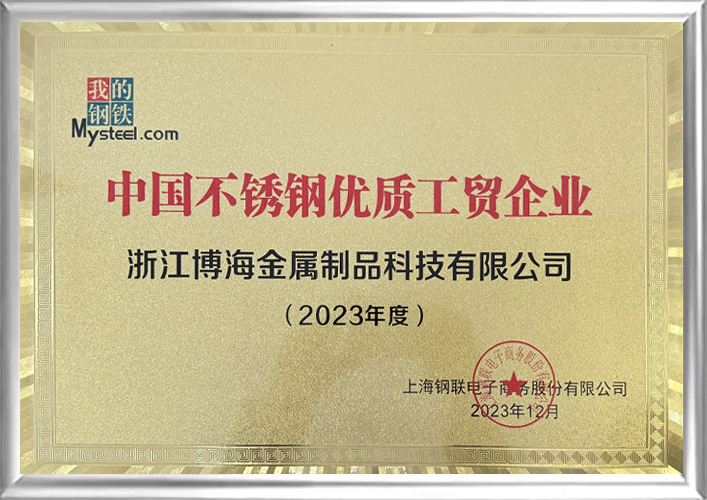 我的
钢铁
Mysteel.com
中国不锈钢优质工贸企业
浙江博海金属制品科技有限公司
（2023年度）
上海钢联电子商务股份有限公司
2023年12月